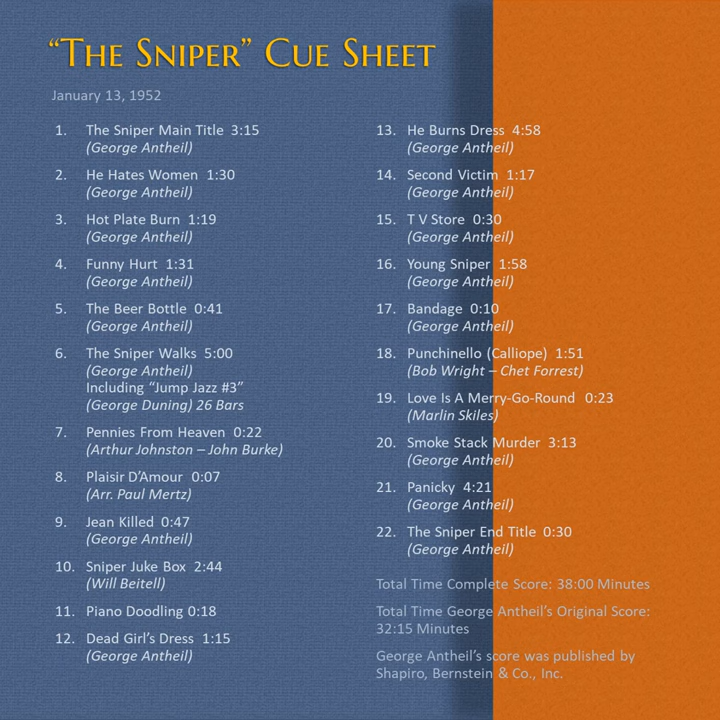 “The Sniper” Cue Sheet
January 13, 1952
1. The Sniper Main Title 3:15
(George Antheil)
2. He Hates Women 1:30
(George Antheil)
3. Hot Plate Burn 1:19
(George Antheil)
4. Funny Hurt 1:31
(George Antheil)
5. The Beer Bottle 0:41
(George Antheil)
6. The Sniper Walks 5:00
(George Antheil)
Including “Jump Jazz #3”
(George Duning) 26 Bars
7. Pennies From Heaven 0:22
(Arthur Johnston – John Burke)
8. Plaisir D’Amour 0:07
(Arr. Paul Mertz)
9. Jean Killed 0:47
(George Antheil)
10. Sniper Juke Box 2:44
(Will Beitell)
11. Piano Doodling 0:18
12. Dead Girl’s Dress 1:15
(George Antheil)
13. He Burns Dress 4:58
(George Antheil)
14. Second Victim 1:17
(George Antheil)
15. T V Store 0:30
(George Antheil)
16. Young Sniper 1:58
(George Antheil)
17. Bandage 0:10
(George Antheil)
18. Punchinello (Calliope) 1:51
(Bob Wright – Chet Forrest)
19. Love Is A Merry-Go-Round 0:23
(Marlin Skiles)
20. Smoke Stack Murder 3:13
(George Antheil)
21. Panicky 4:21
(George Antheil)
22. The Sniper End Title 0:30
(George Antheil)
Total Time Complete Score: 38:00 Minutes
Total Time George Antheil’s Original Score:
32:15 Minutes
George Antheil’s score was published by
Shapiro, Bernstein & Co., Inc.